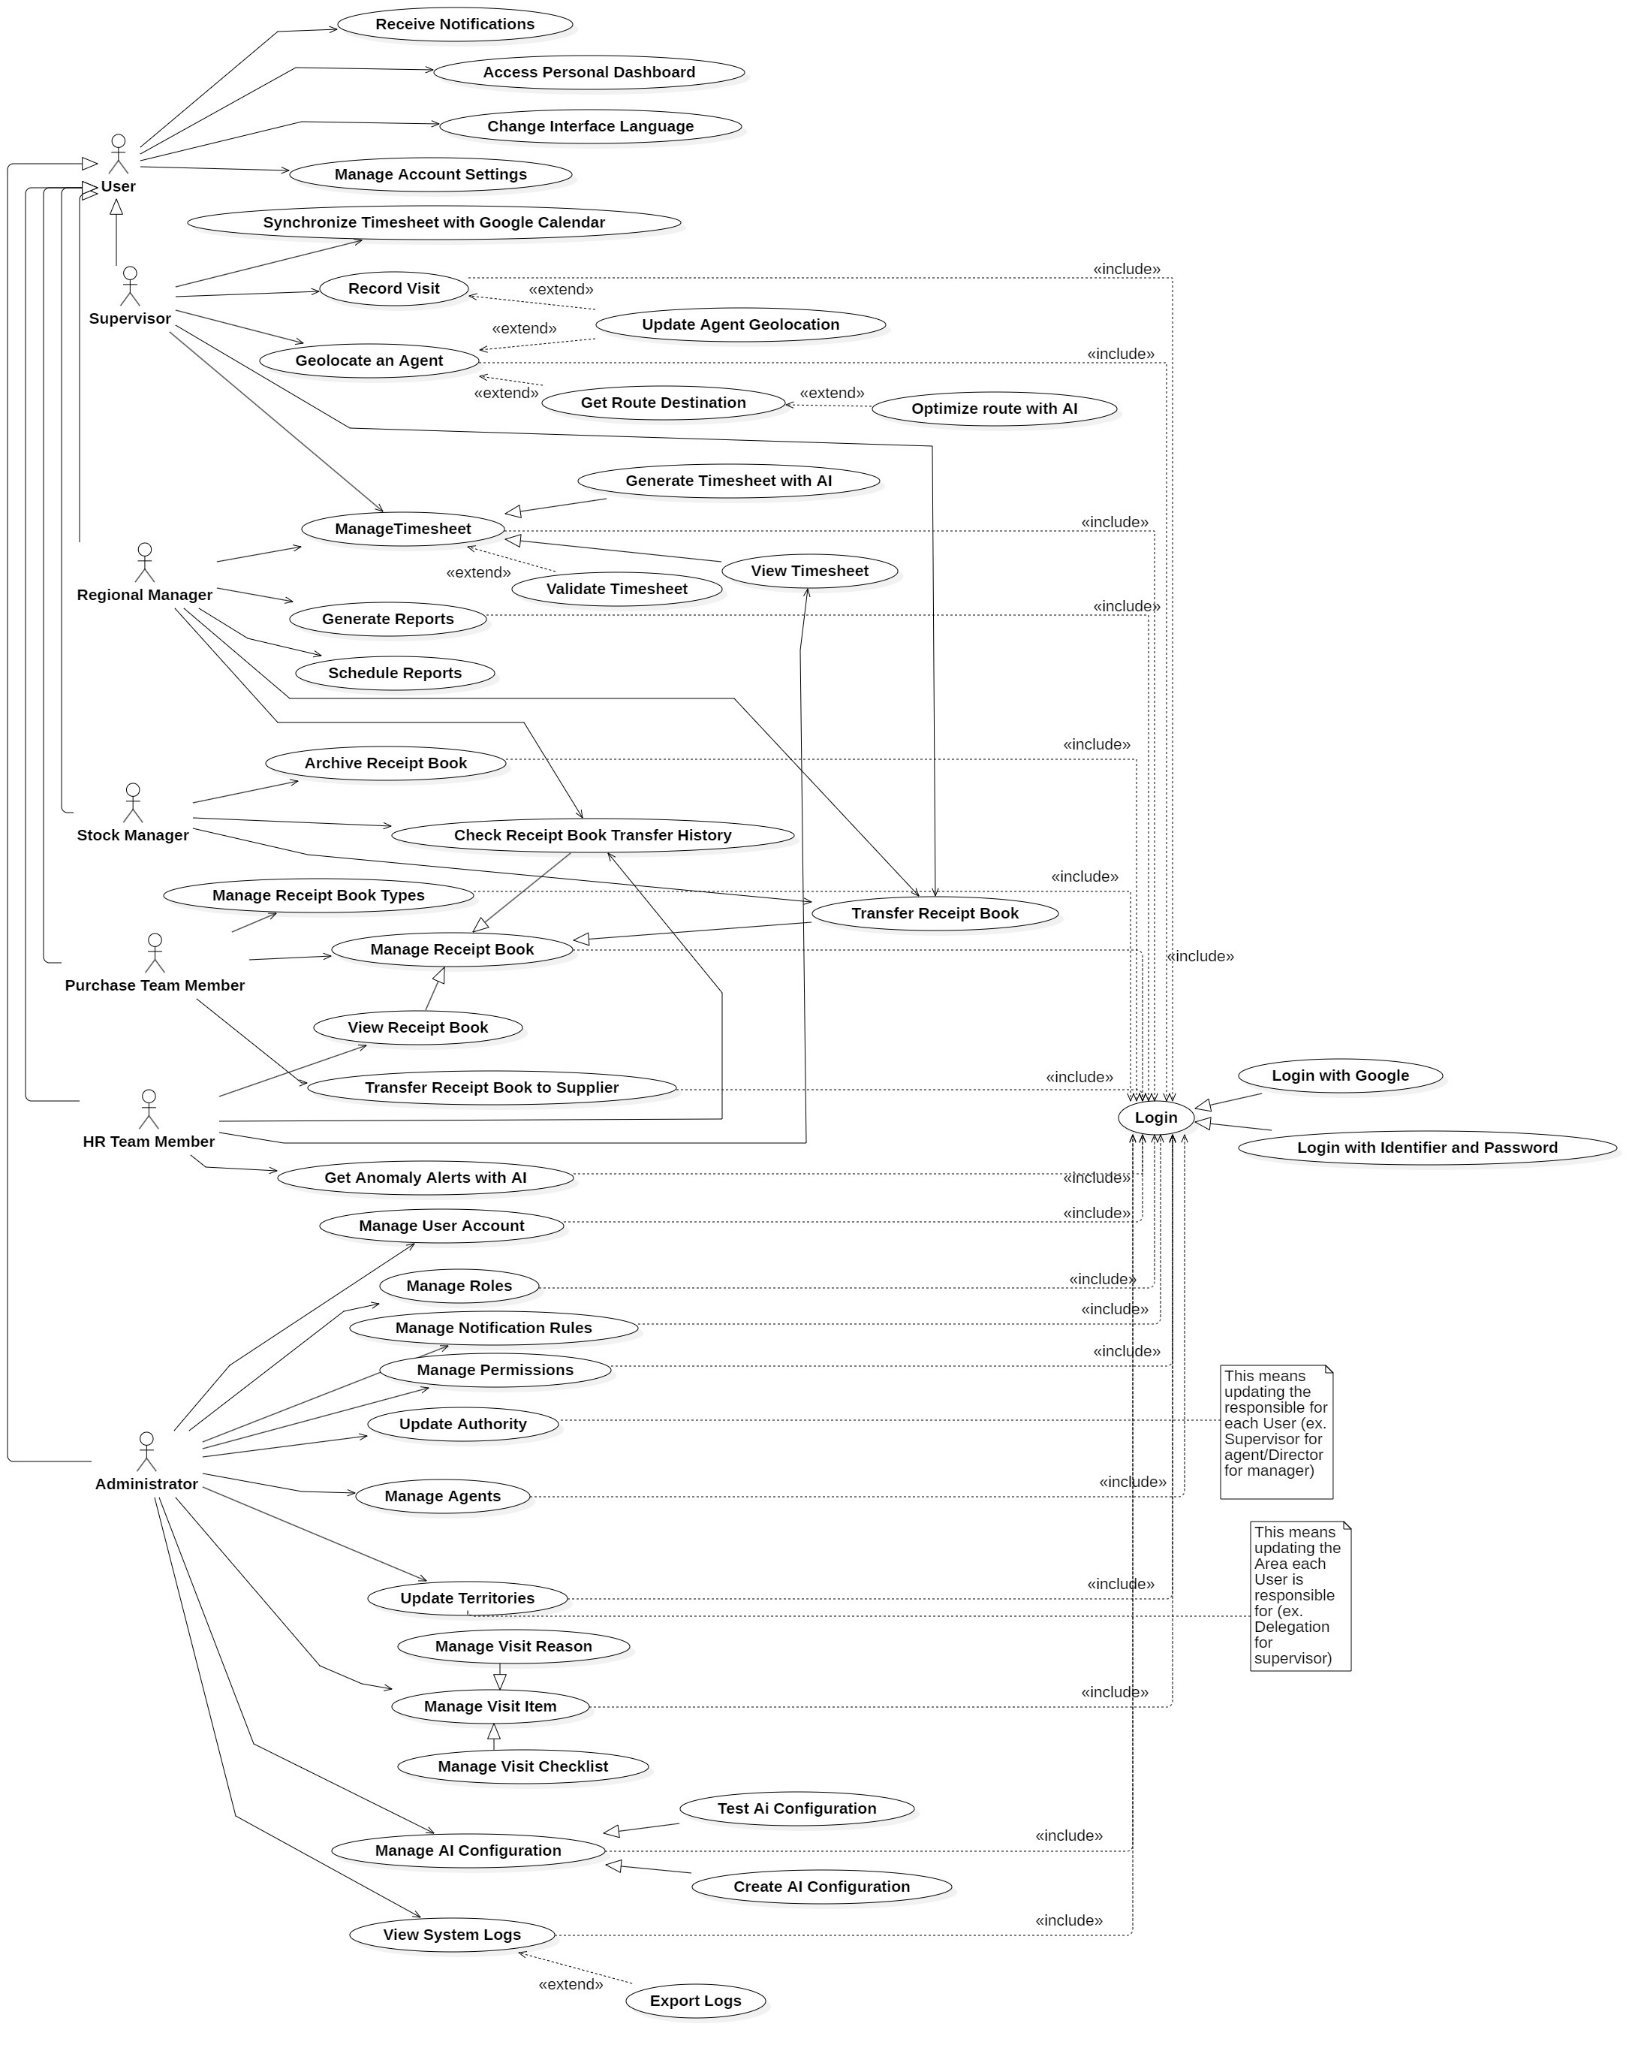 Receive Notifications
Access Personal Dashboard
Change Interface Language
Manage Account Settings
User
Synchronize Timesheet with Google Calendar
«include»
Record Visit
«extend»
Supervisor
Update Agent Geolocation
«extend»
Geolocate an Agent
«include»
«extend»
Get Route Destination
«extend»
Optimize route with AI
Generate Timesheet with AI
ManageTimesheet
«include»
«extend»
View Timesheet
Validate Timesheet
Regional Manager
Generate Reports
«include»
Schedule Reports
«include»
Archive Receipt Book
Stock Manager
Check Receipt Book Transfer History
«include»
Manage Receipt Book Types
Transfer Receipt Book
Manage Receipt Book
«include»
Purchase Team Member
View Receipt Book
Transfer Receipt Book to Supplier
«include»
Login with Google
Login
HR Team Member
Login with Identifier and Password
Get Anomaly Alerts with AI
«include»
Manage User Account
«include»
Manage Roles
«include»
Manage Notification Rules
«include»
Manage Permissions
«include»
This means
updating the
responsible for
each User (ex.
Supervisor for
agent/Director
for manager)
Update Authority
Administrator
Manage Agents
«include»
This means
updating the
Area each
User is
responsible
for (ex.
Delegation
for
supervisor)
Update Territories
«include»
Manage Visit Reason
Manage Visit Item
«include»
Manage Visit Checklist
Test Ai Configuration
Manage AI Configuration
«include»
Create AI Configuration
View System Logs
«include»
«extend»
Export Logs